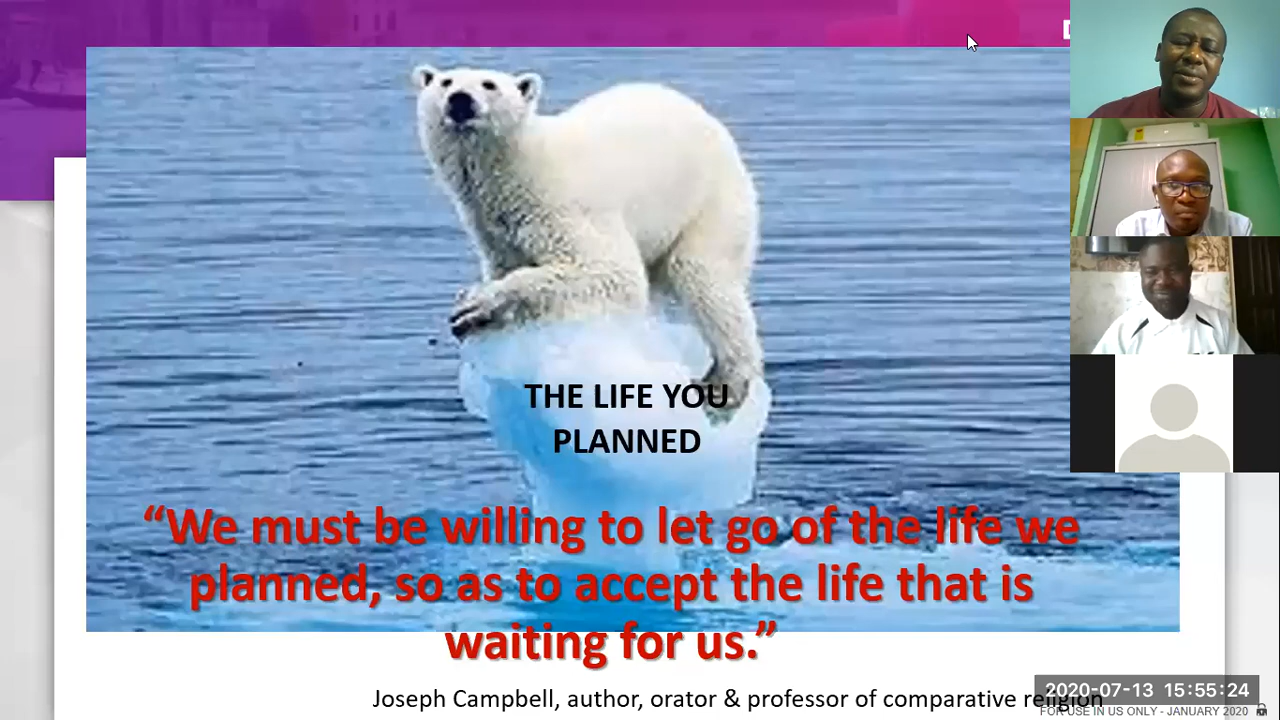 D
THE LIFE YOU
PLANNED
“We must be willing to let go of the life we
planned, so as to accept the life that is
waiting for us.”
Joseph Campbell, author, orator & professor of comparative religion
2020-07-13 15:55:24
FOR USE IN US ONLY - JANUARY 2020